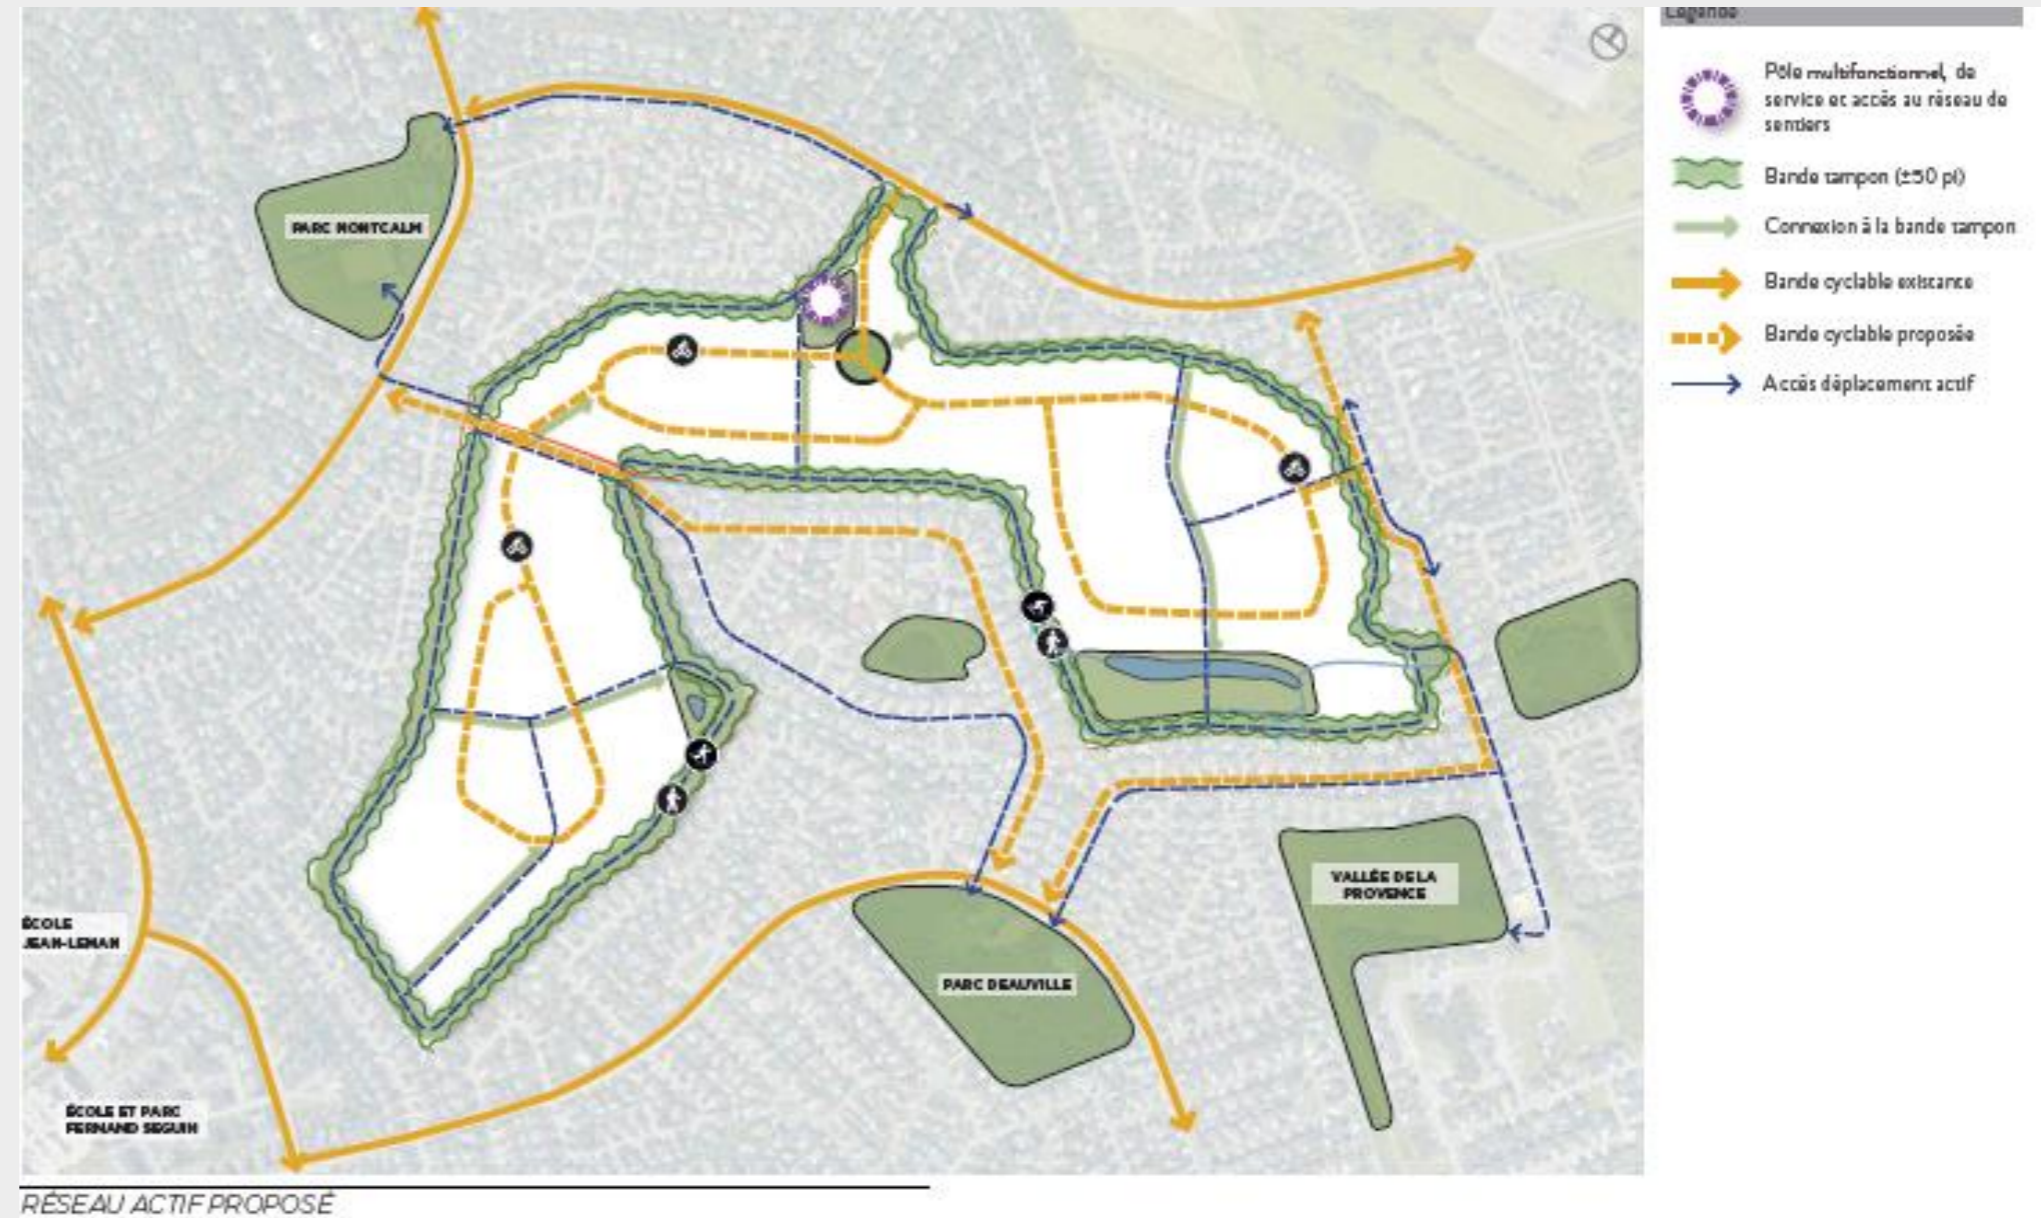 Légende
Pôle multifonctionnel, de
service et accès au réseau de
sentiers
Bande tampon (±50 pi)
Connexion à la bande tampon
Bande cyclable existante
Bande cyclable proposée
Accès déplacement actif
PARC MONTCALM
VALLÉE DE LA
PROVENCE
ÉCOLE
JEAN-LEMAN
PARC DEAUVILLE
ÉCOLE ET PARC
FERNAND SEGUIN
RÉSEAU ACTIF PROPOSÉ